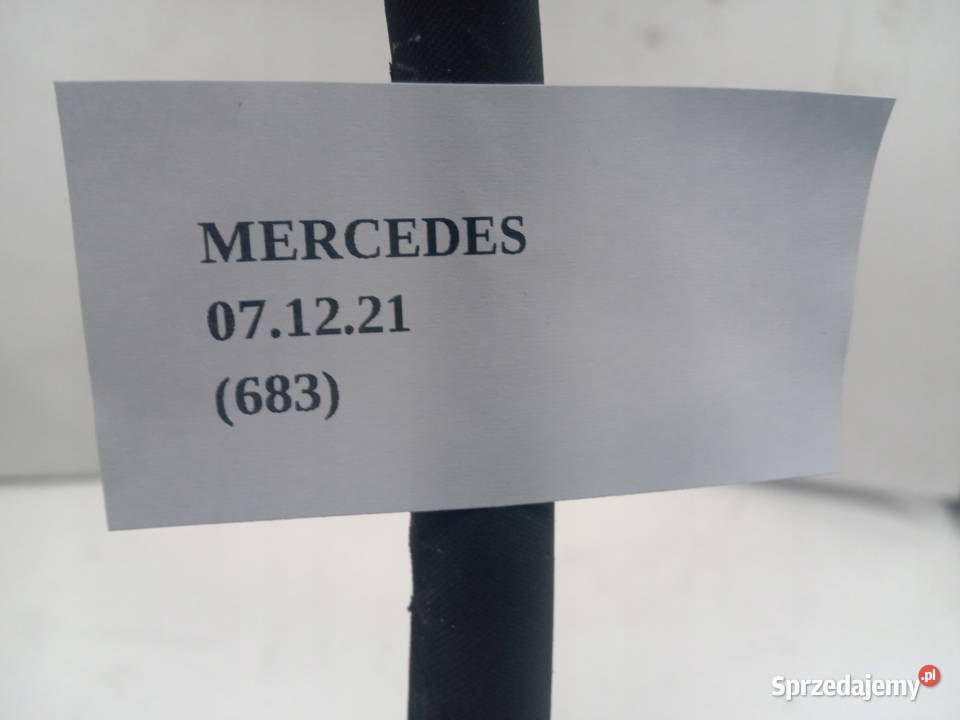 MERCEDES
07.12.21
(683)
Sprzedajemy.pl